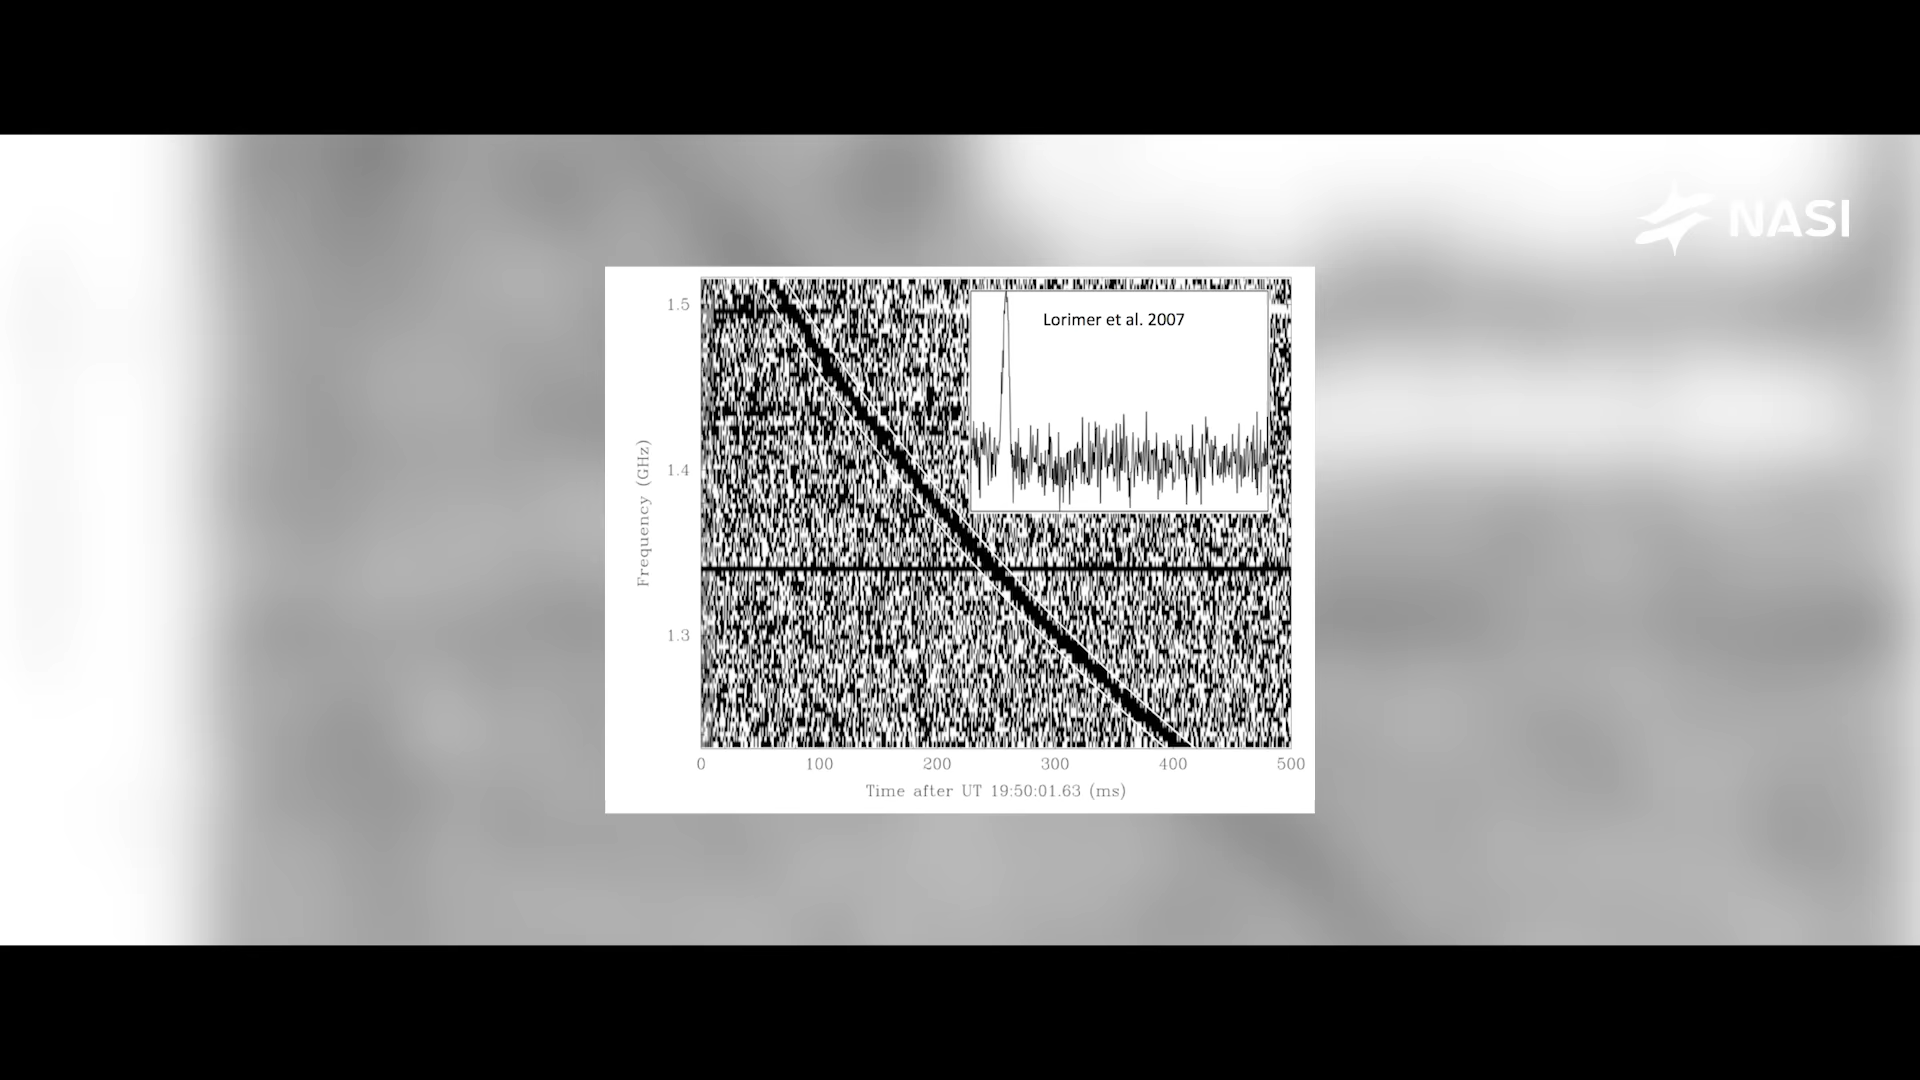 NASI
Lorimer et al. 2007
Frequency (GHz)
1.5
1.4
1.3
0 100 200 300 400 500
Time after UT 19:50:01.63 (ms)